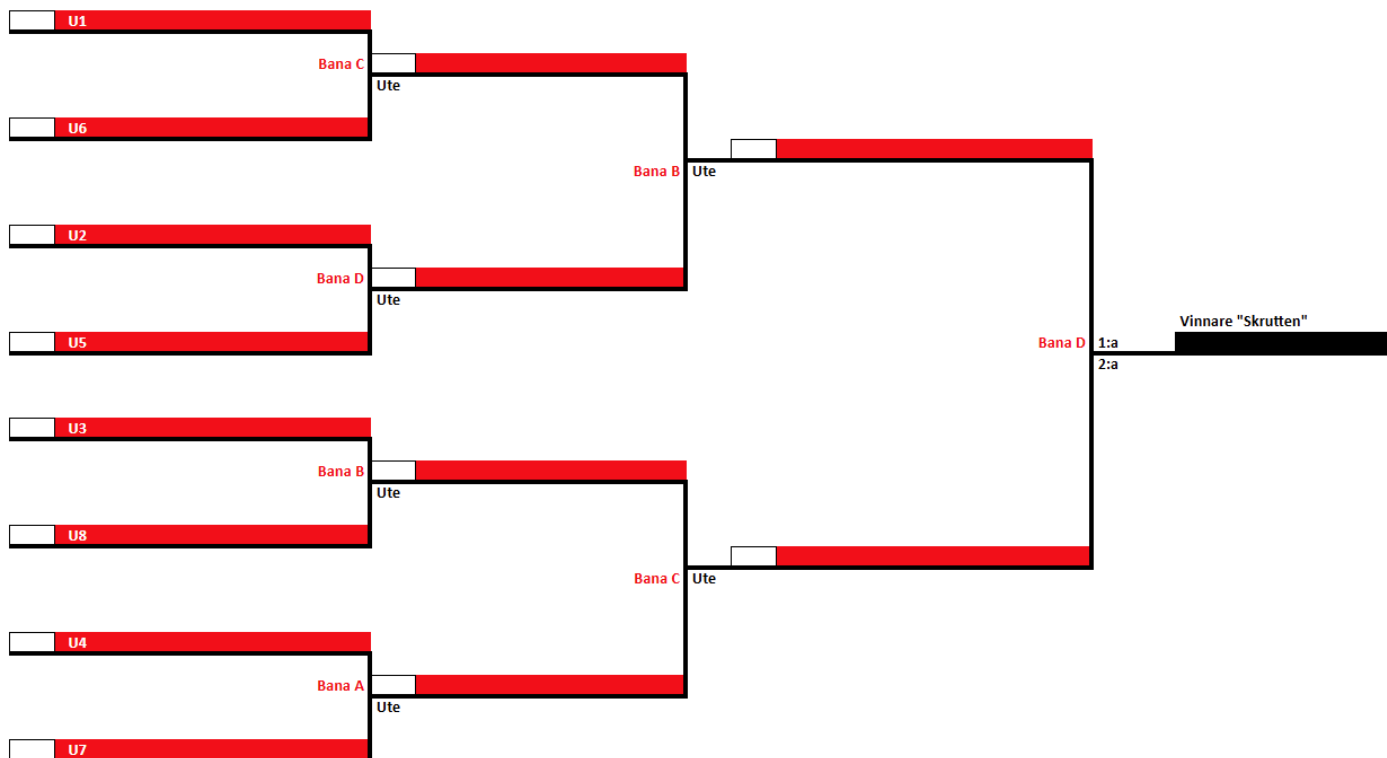 U1
Bana C
Ute
U6
Bana B
Ute
U2
Bana D
Ute
U5
Vinnare "Skrutten"
Bana D
1:a
2:a
U3
Bana B
Ute
U8
Bana C
Ute
U4
Bana A
Ute
U7